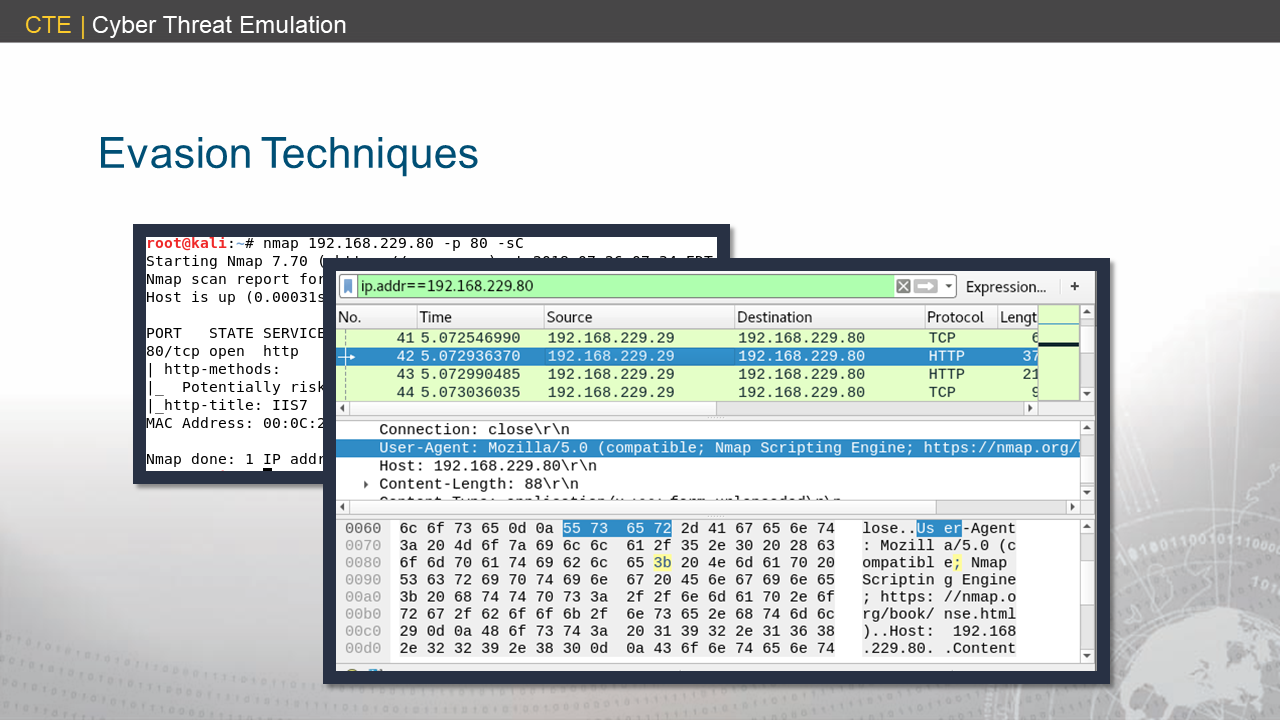 CTE | Cyber Threat Emulation
Evasion Techniques
root@kali:~# nmap 192.168.229.80 -p 80 -sC
Starting Nmap 7.70 (
Nmap scan report for
Host is up (0.00031s
PORT   STATE SERVICE
80/tcp open  http
| http-methods:
|_  Potentially risk
|_http-title: IIS7
MAC Address: 00:0C:2
Nmap done: 1 IP addr
ip.addr==192.168.229.80
Expression... +
No. Time Source Destination Protocol Lengt
41 5.072546990 192.168.229.29 192.168.229.80 TCP 6
42 5.072936370 192.168.229.29 192.168.229.80 HTTP 37
43 5.072990485 192.168.229.29 192.168.229.80 HTTP 21
44 5.073036035 192.168.229.29 192.168.229.80 TCP 9
Connection: close\r\n
User-Agent: Mozilla/5.0 (compatible; Nmap Scripting Engine; https://nmap.org/
Host: 192.168.229.80\r\n
Content-Length: 88\r\n
0060 6c 6f 73 65 0d 0a 55 73 65 72 2d 41 67 65 6e 74 lose..Us er-Agent
0070 3a 20 4d 6f 7a 69 6c 6c 61 2f 35 2e 30 20 28 63 : Mozill a/5.0 (c
0080 6f 6d 70 61 74 69 62 6c 65 3b 20 4e 6d 61 70 20 ompatibl e; Nmap
0090 53 63 72 69 70 74 69 6e 67 20 45 6e 67 69 6e 65 Scriptin g Engine
00a0 3b 20 68 74 74 70 73 3a 2f 2f 6e 6d 61 70 2e 6f ; https: //nmap.o
00b0 72 67 2f 62 6f 6f 6b 2f 6e 73 65 2e 68 74 6d 6c rg/book/ nse.html
00c0 29 0d 0a 48 6f 73 74 3a 20 31 39 32 2e 31 36 38 )..Host: 192.168
00d0 2e 32 32 39 2e 38 30 0d 0a 43 6f 6e 74 65 6e 74 .229.80. .Content